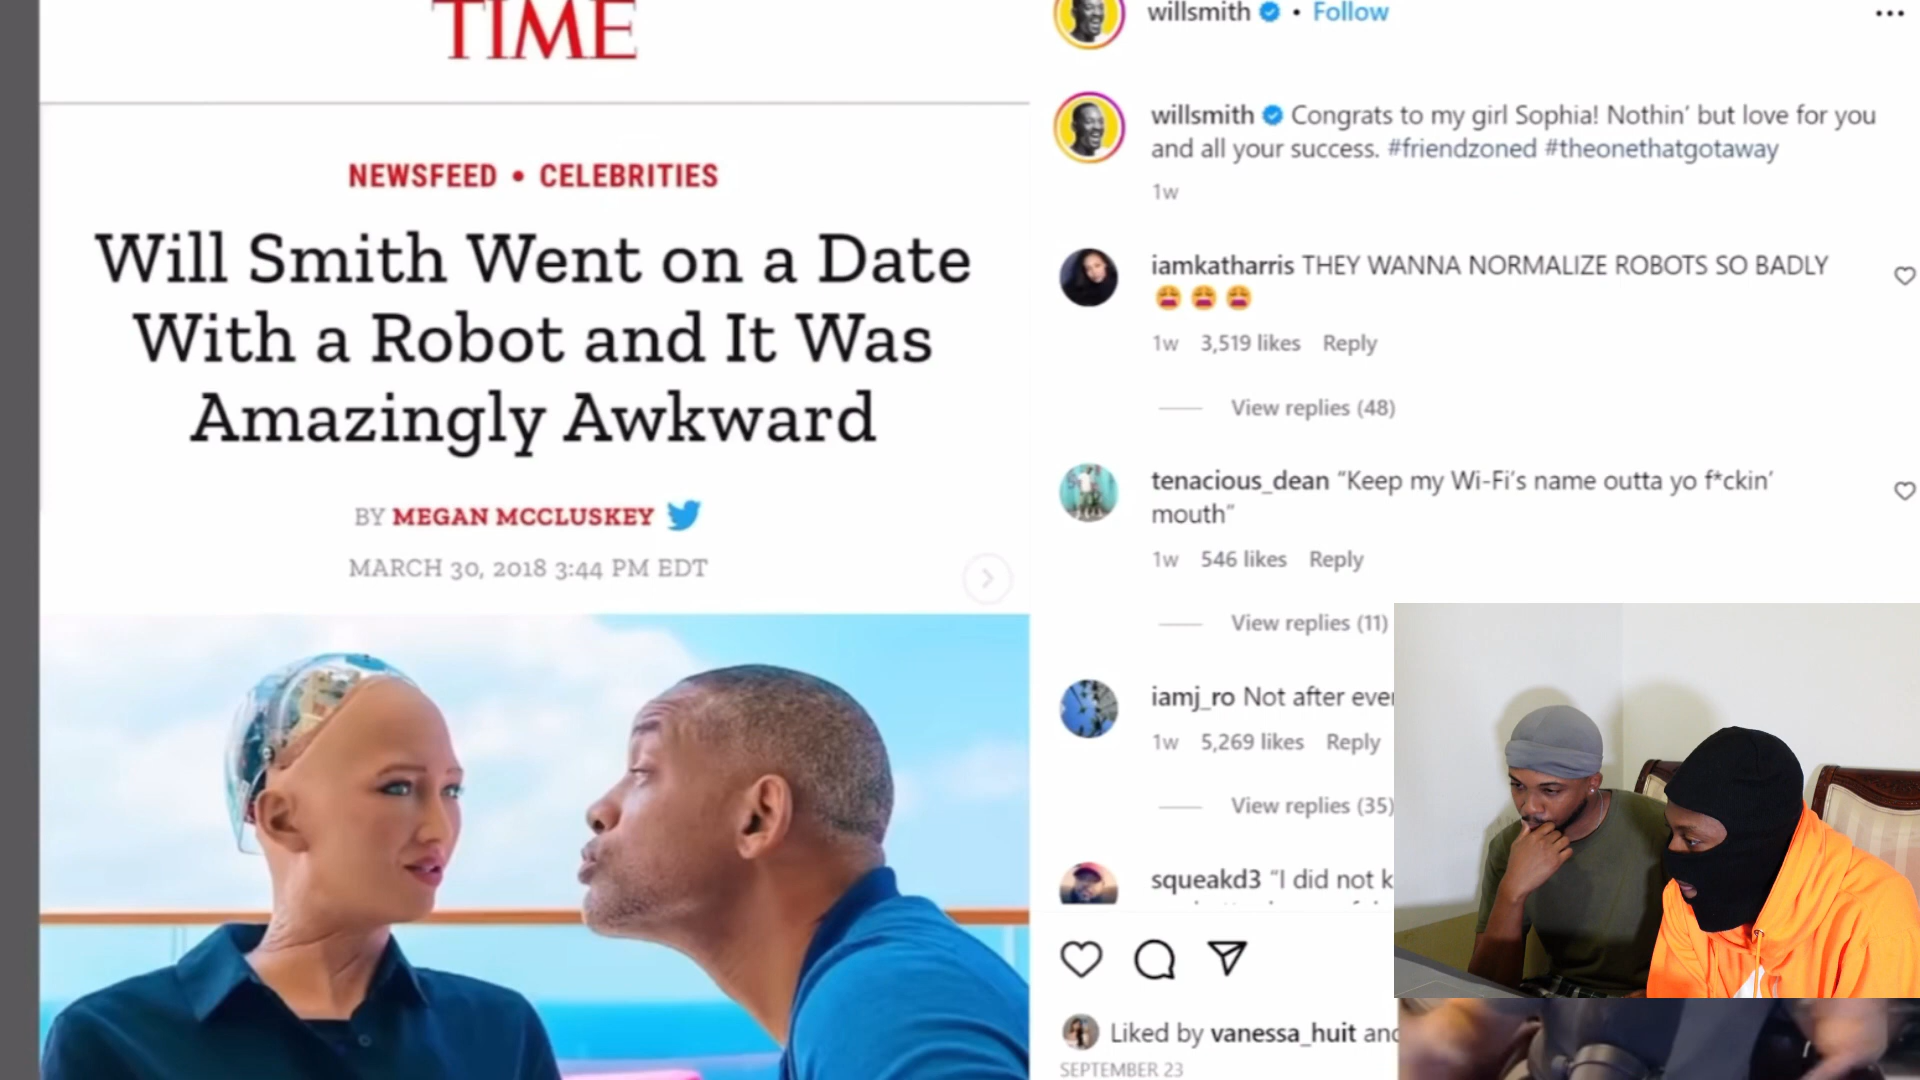 TIME
NEWSFEED • CELEBRITIES
Will Smith Went on a Date
With a Robot and It Was
Amazingly Awkward
BY MEGAN MCCLUSKEY
MARCH 30, 2018 3:44 PM EDT
willsmith • Follow
willsmith Congrats to my girl Sophia! Nothin’ but love for you
and all your success. #friendzoned #theonethatgotaway
1w
iamkatharris THEY WANNA NORMALIZE ROBOTS SO BADLY
😩 😩 😩
1w 3,519 likes Reply
View replies (48)
tenacious_dean “Keep my Wi-Fi’s name outta yo f*ckin’
mouth”
1w 546 likes Reply
View replies (11)
iamj_ro Not after
1w 5,269 likes Reply
View replies (35)
squeakd3 “I did not
Liked by vanessa_huit
SEPTEMBER 23